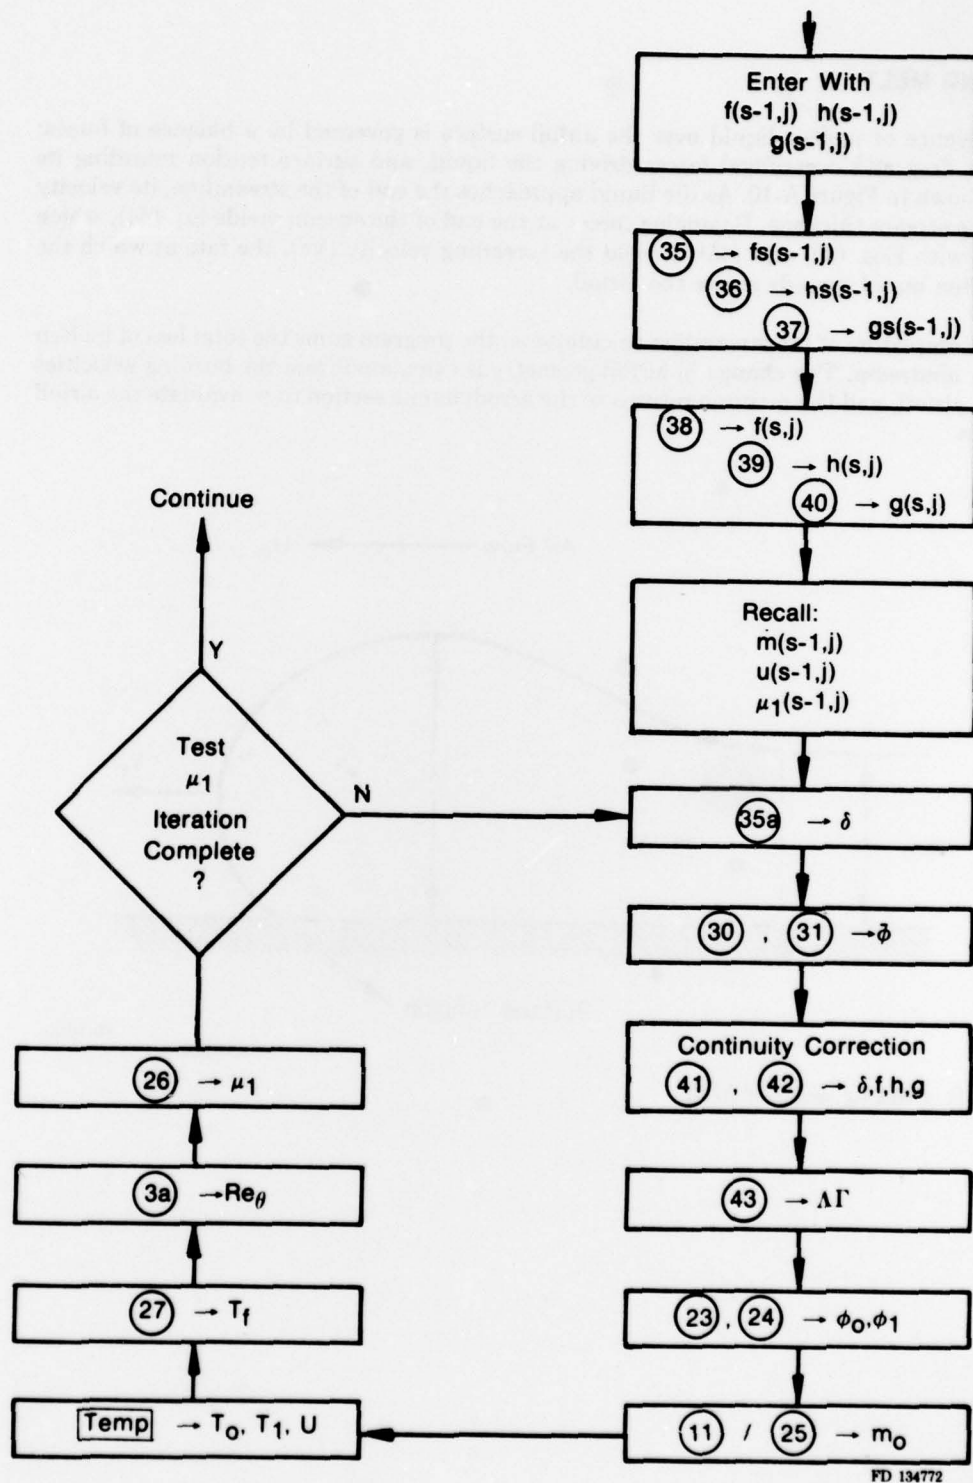 Enter With
f(s-1,j) h(s-1,j)
g(s-1,j)
35 → fs(s-1,j)
36 → hs(s-1,j)
37 → gs(s-1,j)
38 → f(s,j)
39 → h(s,j)
40 → g(s,j)
Recall:
m(s-1,j)
u(s-1,j)
μ1(s-1,j)
35a → δ
30 , 31 → ϕ
Continuity Correction
41 , 42 → δ,f,h,g
43 → ΛΓ
23 , 24 → ϕo,ϕ1
11 / 25 → mo
Temp → To, T1, U
27 → Tf
3a → Reθ
26 → μ1
Test
μ1
Iteration
Complete
?
N
Y
Continue
FD 134772